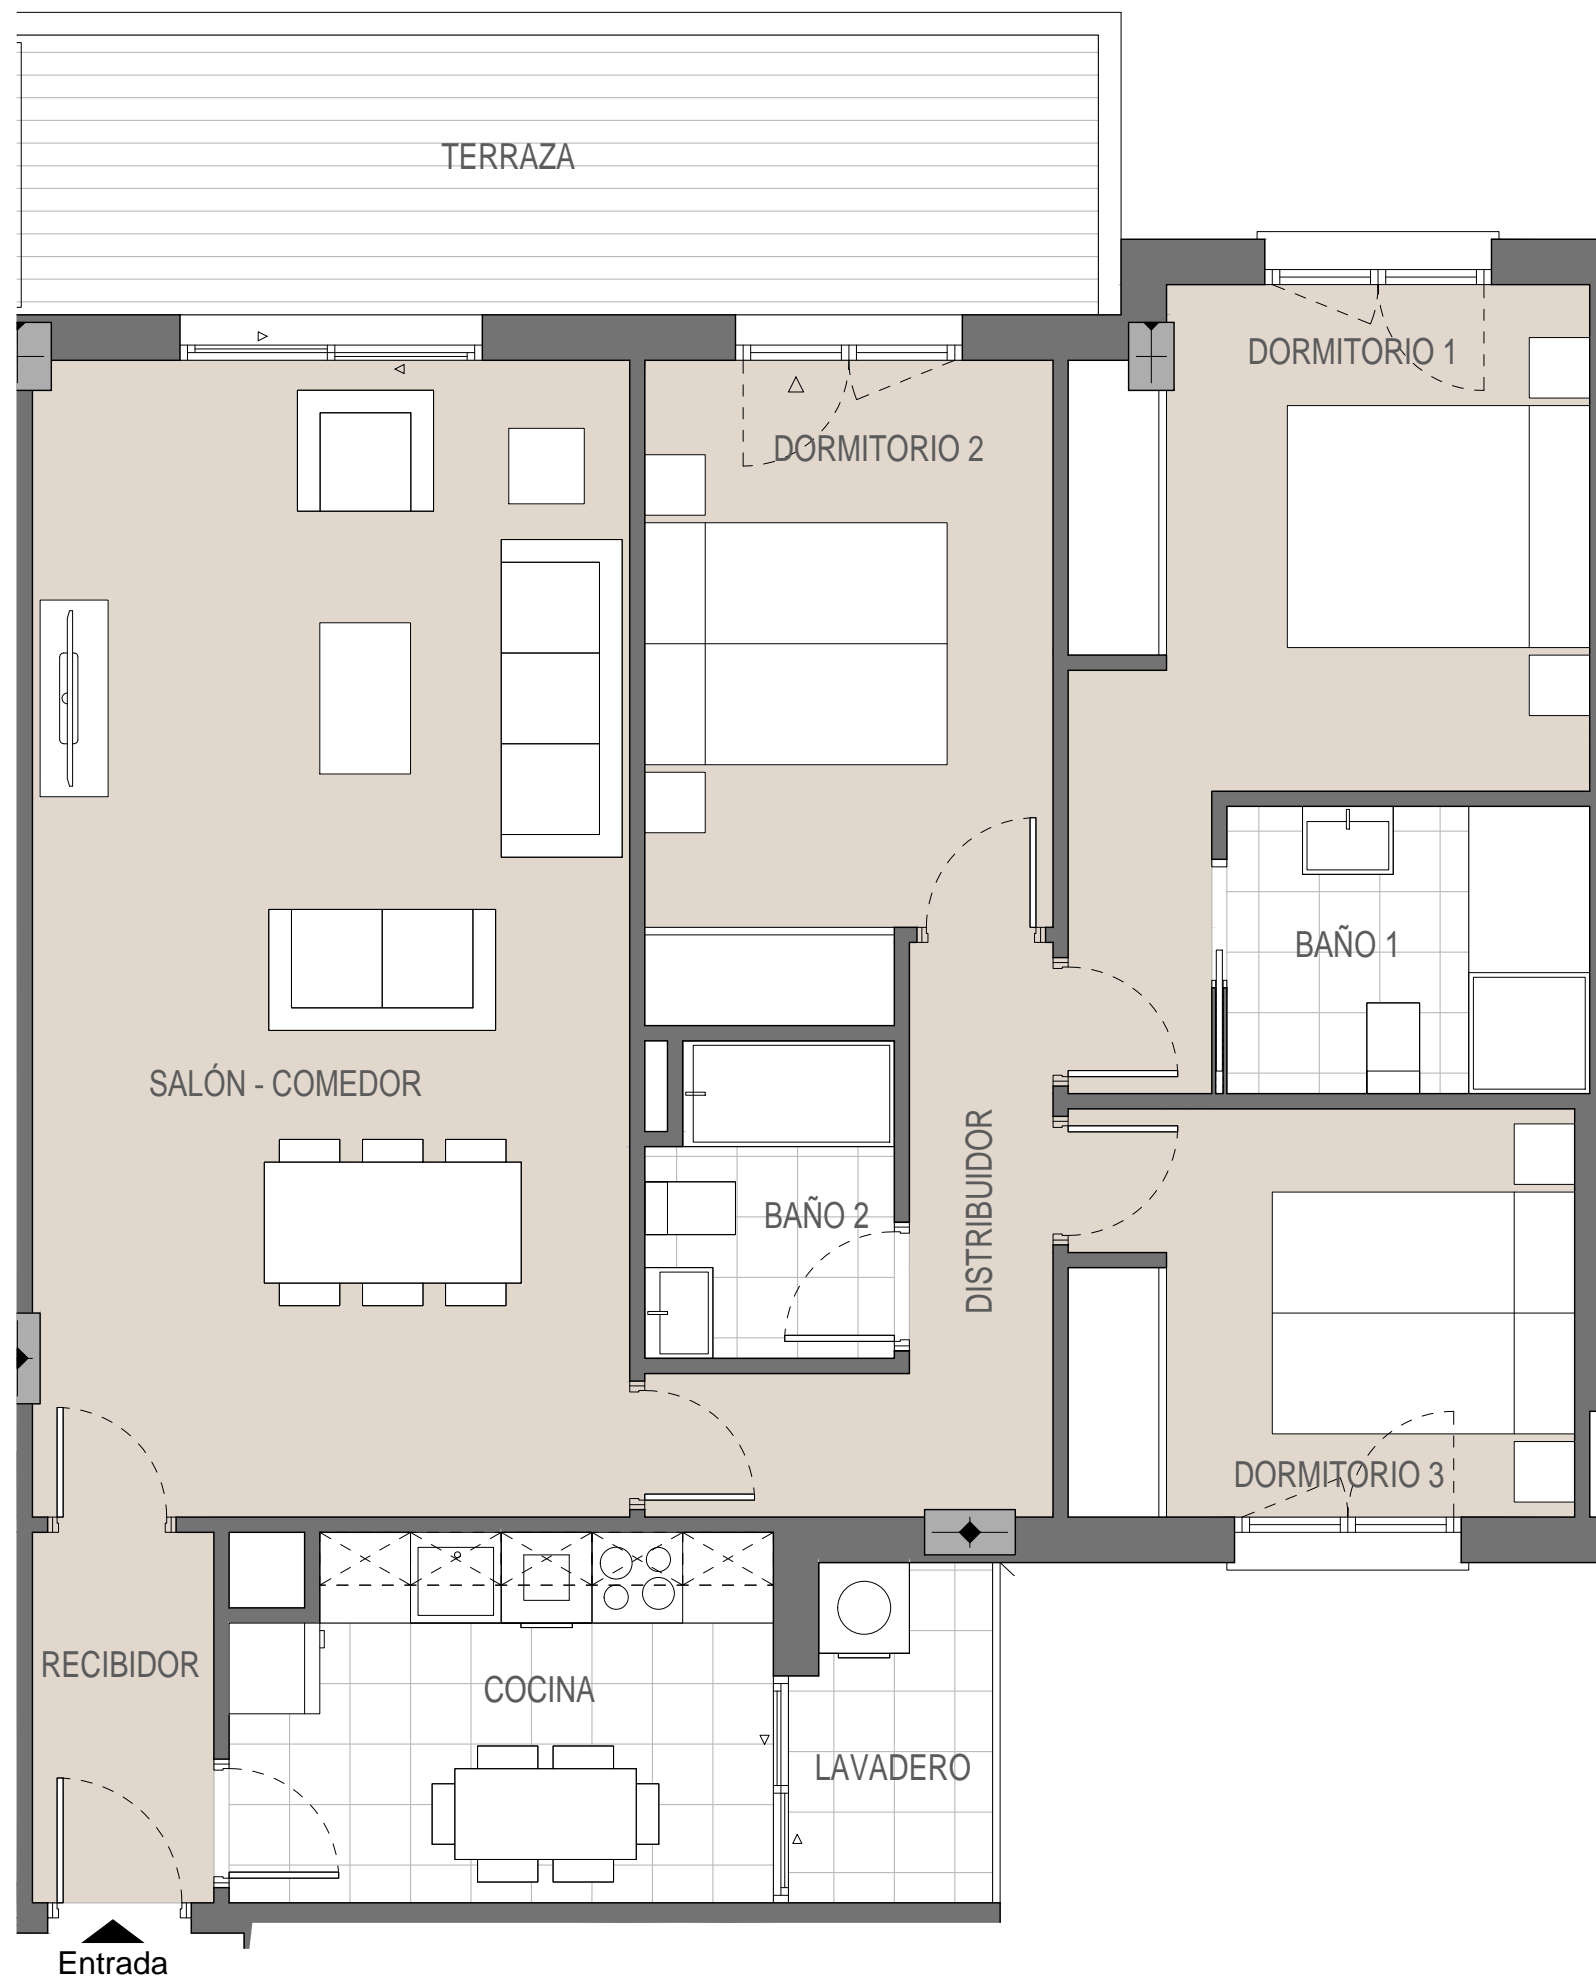 TERRAZA
DORMITORIO 1
DORMITORIO 2
BAÑO 1
SALÓN - COMEDOR
DISTRIBUIDOR
BAÑO 2
DORMITORIO 3
RECIBIDOR
COCINA
LAVADERO
Entrada